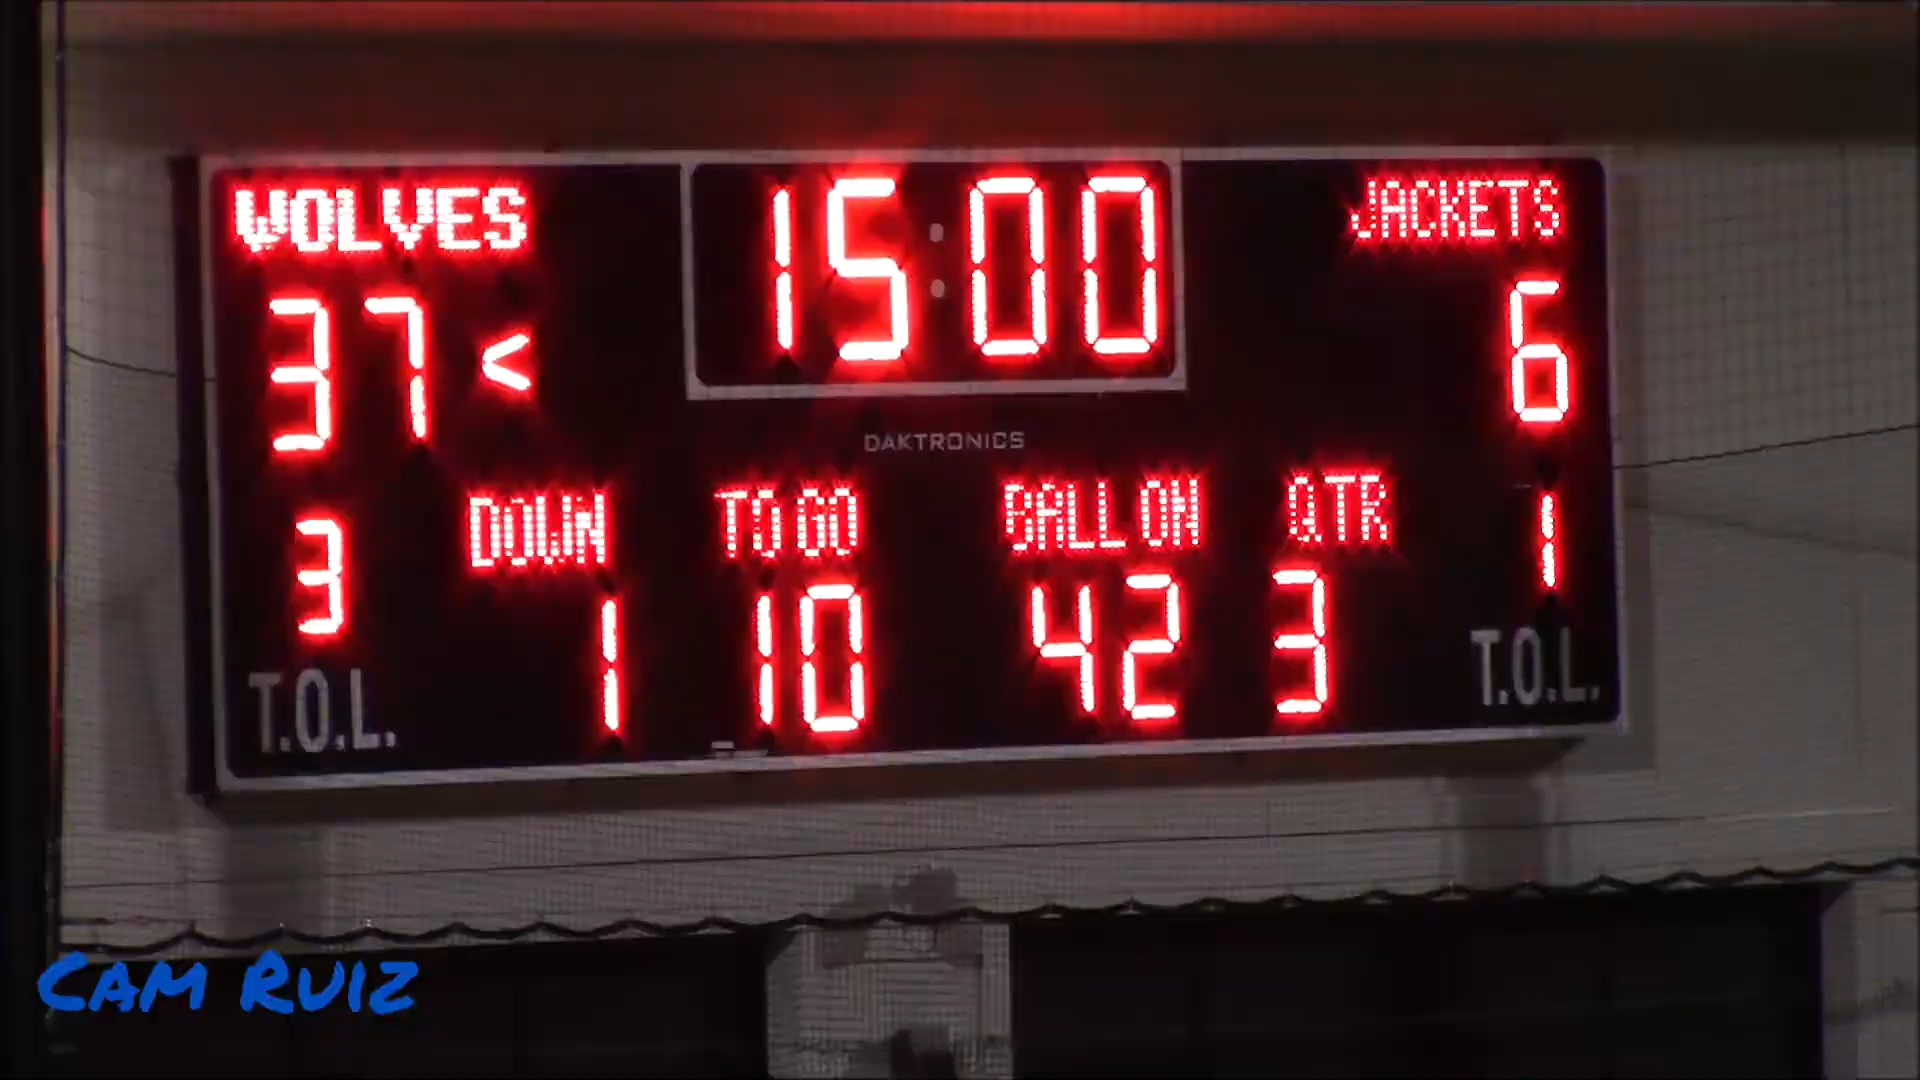 WOLVES 15:00 JACKETS
37 < 6
DAKTRONICS
DOWN TO GO BALL ON QTR
3 1 10 42 3 1
T.O.L. T.O.L.
CAM RUIZ